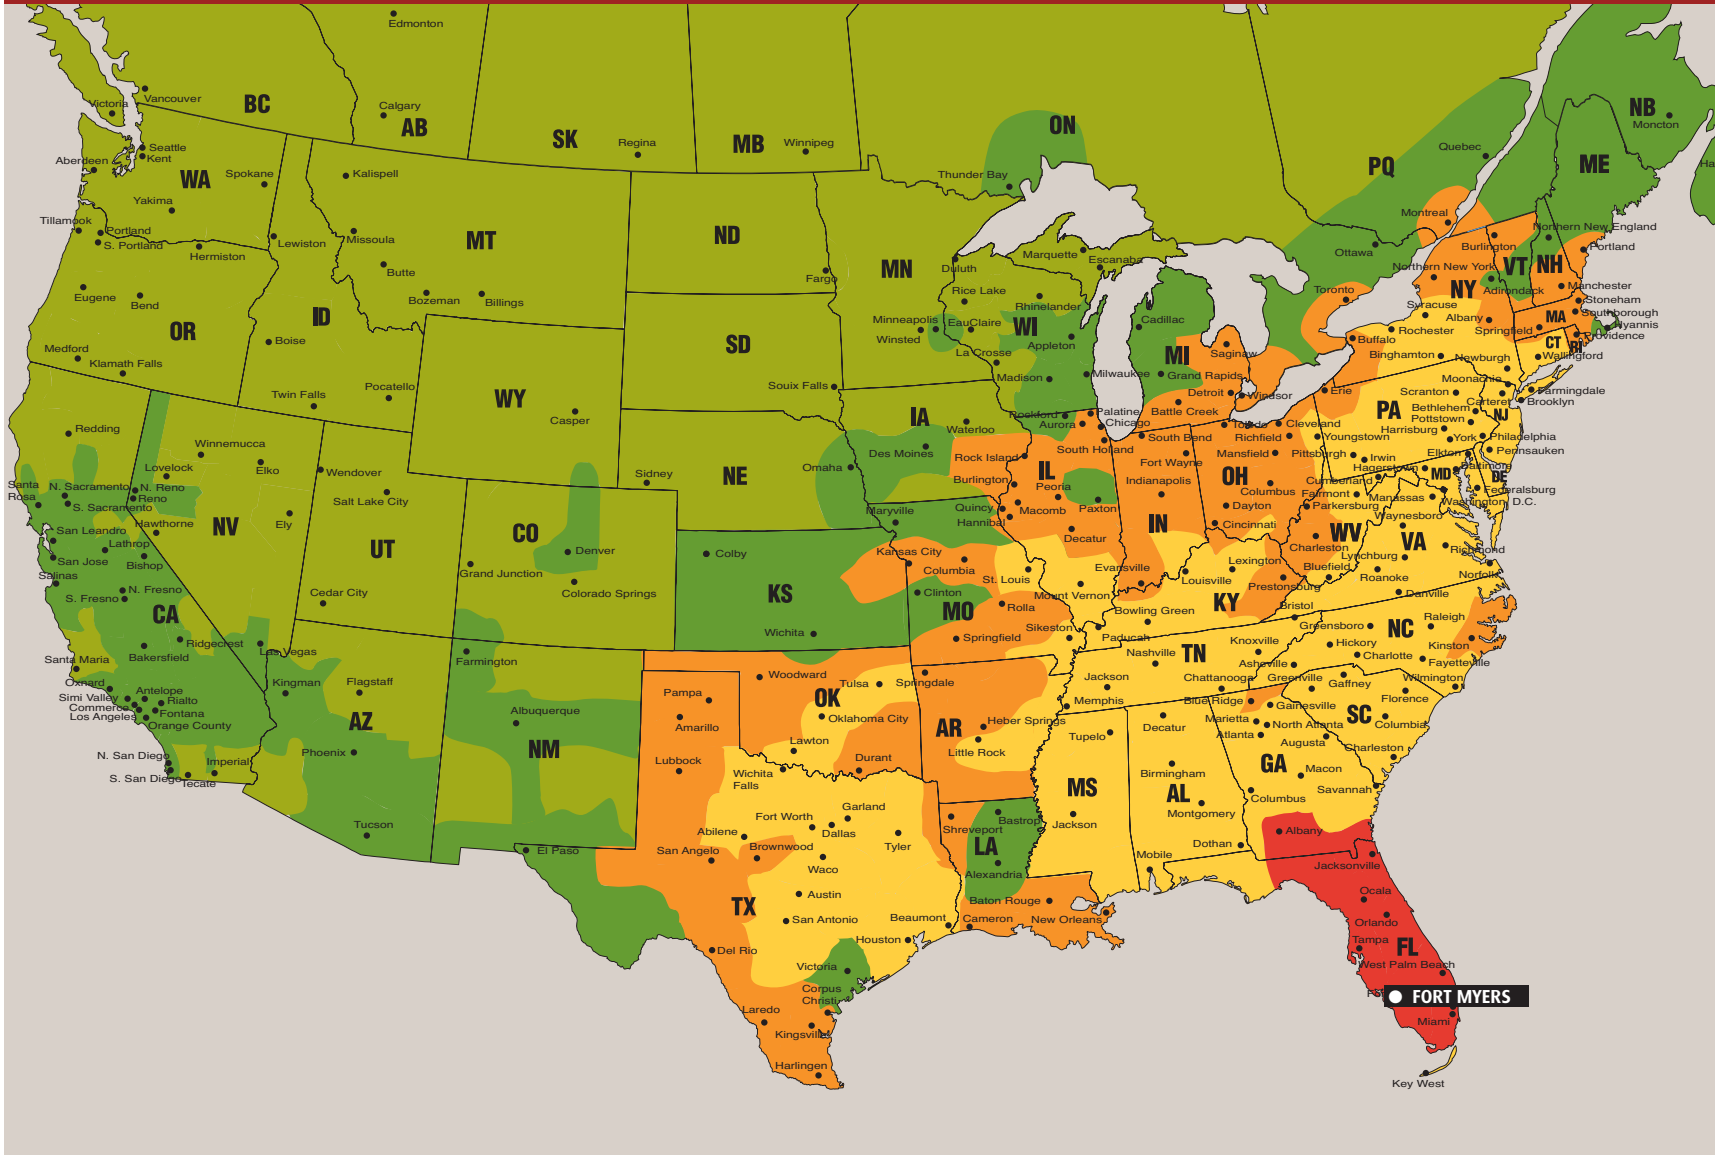 Edmonton
Vancouver
Victoria
BC
Calgary
AB
SK
Regina
MB
Winnipeg
ON
Thunder Bay
PQ
Quebec
NB
Moncton
ME
Ha
Seattle
Kent
Aberdeen
WA
Spokane
Yakima
Kalispell
Tillamook
Portland
S. Portland
Hermiston
Lewiston
Missoula
MT
Butte
Bozeman
Billings
ND
Fargo
MN
Duluth
Marquette
Escanaba
Rice Lake
Rhinelander
Minneapolis
EauClaire
WI
Winsted
Appleton
La Crosse
Madison
Milwaukee
Cadillac
MI
Saginaw
Grand Rapids
Detroit
Windsor
Battle Creek
Montreal
Ottawa
Toronto
Burlington
Northern New England
Portland
Northern New York
VT
NH
NY
Adirondack
Manchester
Syracuse
Stoneham
Albany
MA
Southborough
Hyannis
Rochester
Springfield
Providence
Buffalo
CT
RI
Binghamton
Newburgh
Wallingford
Eugene
Bend
OR
ID
Boise
Medford
Klamath Falls
Twin Falls
Pocatello
WY
Casper
SD
Souix Falls
IA
Waterloo
Des Moines
Rockford
Palatine
Aurora
Chicago
South Holland
South Bend
Toledo
Cleveland
Richfield
Erie
PA
Scranton
Moonachie
Farmingdale
Carteret
Brooklyn
Bethlehem
NJ
Pottstown
Harrisburg
York
Philadelphia
Youngstown
Pittsburgh
Irwin
Elkton
Pennsauken
Hagerstown
MD
Baltimore
DE
Cumberland
Federalsburg
Manassas
Washington, D.C.
Redding
Winnemucca
Lovelock
Elko
Wendover
Santa Rosa
N. Sacramento
N. Reno
Reno
S. Sacramento
Salt Lake City
San Leandro
Hawthorne
NV
Ely
Lathrop
San Jose
Bishop
UT
Salinas
N. Fresno
S. Fresno
CA
Cedar City
Ridgecrest
Las Vegas
Bakersfield
Santa Maria
Oxnard
Antelope
Simi Valley
Rialto
Commerce
Fontana
Los Angeles
Orange County
N. San Diego
Imperial
S. San Diego
Tecate
Sidney
NE
Omaha
CO
Denver
Grand Junction
Colorado Springs
Colby
KS
Wichita
Maryville
Kansas City
Columbia
Clinton
MO
Rolla
Springfield
St. Louis
Quincy
Hannibal
Rock Island
Burlington
IL
Peoria
Macomb
Paxton
Decatur
Mount Vernon
Sikeston
Fort Wayne
Indianapolis
IN
Evansville
Mansfield
OH
Columbus
Dayton
Cincinnati
Fairmont
Parkersburg
WV
Charleston
Waynesboro
VA
Richmond
Lynchburg
Bluefield
Roanoke
Norfolk
Danville
Lexington
Louisville
Prestonsburg
KY
Bowling Green
Paducah
Bristol
Greensboro
Raleigh
Hickory
NC
Kinston
Charlotte
Fayetteville
Knoxville
Nashville
TN
Asheville
Chattanooga
Greenville
Gaffney
Wilmington
Jackson
Memphis
Florence
SC
Columbia
Charleston
Kingman
Flagstaff
AZ
Phoenix
Tucson
Farmington
Albuquerque
NM
El Paso
Pampa
Amarillo
Lubbock
Woodward
Tulsa
OK
Oklahoma City
Lawton
Durant
Springdale
AR
Heber Springs
Little Rock
Tupelo
MS
Jackson
Decatur
Birmingham
AL
Montgomery
Dothan
Mobile
Blue Ridge
Gainesville
Marietta
North Atlanta
Atlanta
Augusta
GA
Macon
Columbus
Savannah
Albany
Wichita Falls
Garland
Fort Worth
Dallas
Abilene
Brownwood
Tyler
San Angelo
Waco
Austin
TX
San Antonio
Beaumont
Houston
Del Rio
Victoria
Corpus Christi
Laredo
Kingsville
Harlingen
Shreveport
Bastrop
LA
Alexandria
Baton Rouge
Cameron
New Orleans
Jacksonville
Ocala
Orlando
Tampa
FL
West Palm Beach
FORT MYERS
Miami
Key West